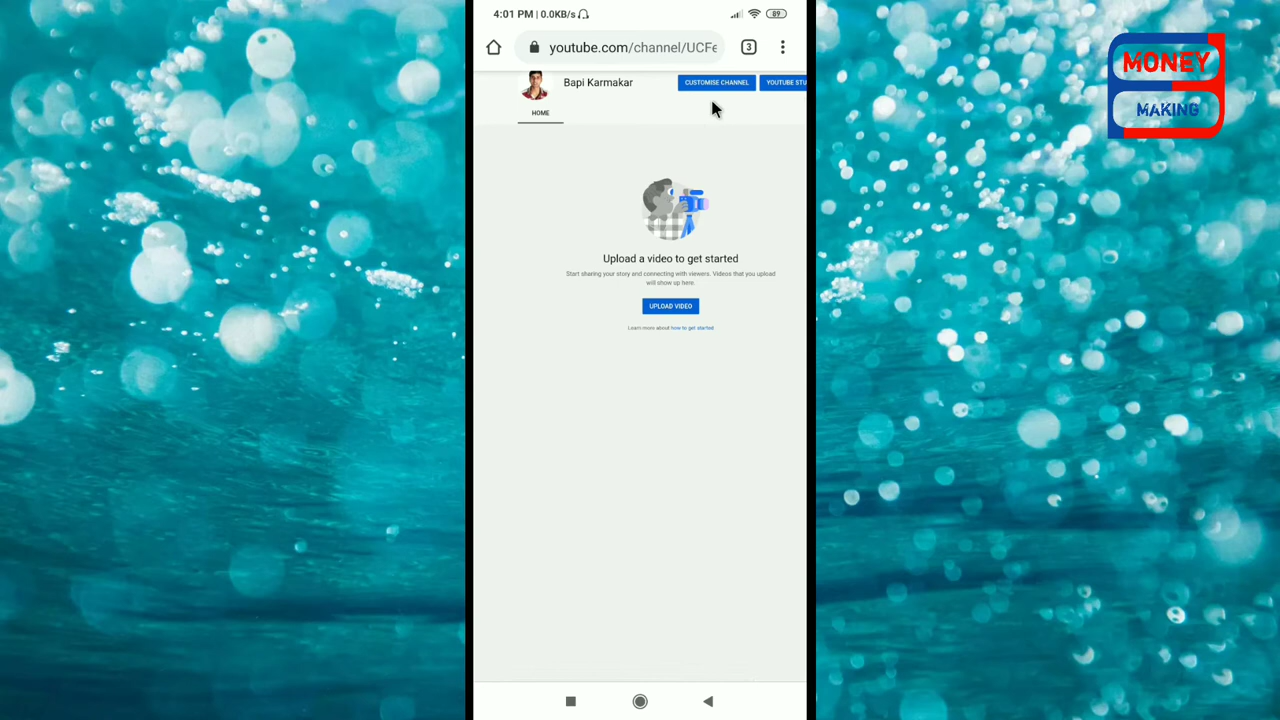 4:01 PM | 0.0KB/s
89
youtube.com/channel/UCFe
3
MONEY
MAKING
Bapi Karmakar
CUSTOMISE CHANNEL
YOUTUBE STU
HOME
Upload a video to get started
Start sharing your story and connecting with viewers. Videos that you upload
will show up here.
UPLOAD VIDEO
Learn more about how to get started